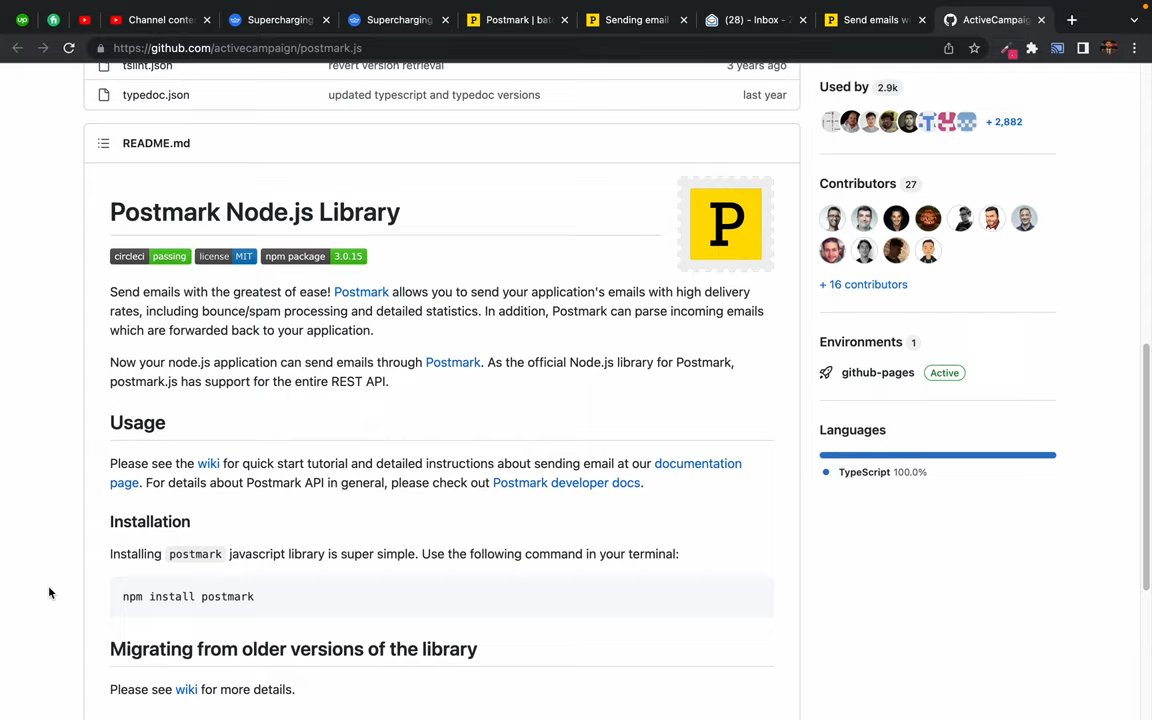 Channel conte
Supercharging
Supercharging
Postmark | bat
Sending email
(28) - Inbox - Z
Send emails w
ActiveCampaig
https://github.com/activecampaign/postmark.js
tslint.json revert version retrieval 3 years ago
typedoc.json updated typescript and typedoc versions last year
README.md
Postmark Node.js Library
P
circleci passing license MIT npm package 3.0.15
Send emails with the greatest of ease! Postmark allows you to send your application's emails with high delivery
rates, including bounce/spam processing and detailed statistics. In addition, Postmark can parse incoming emails
which are forwarded back to your application.
Now your node.js application can send emails through Postmark. As the official Node.js library for Postmark,
postmark.js has support for the entire REST API.
Usage
Please see the wiki for quick start tutorial and detailed instructions about sending email at our documentation
page. For details about Postmark API in general, please check out Postmark developer docs.
Installation
Installing postmark javascript library is super simple. Use the following command in your terminal:
npm install postmark
Migrating from older versions of the library
Please see wiki for more details.
Used by 2.9k
+ 2,882
Contributors 27
+ 16 contributors
Environments 1
github-pages Active
Languages
TypeScript 100.0%